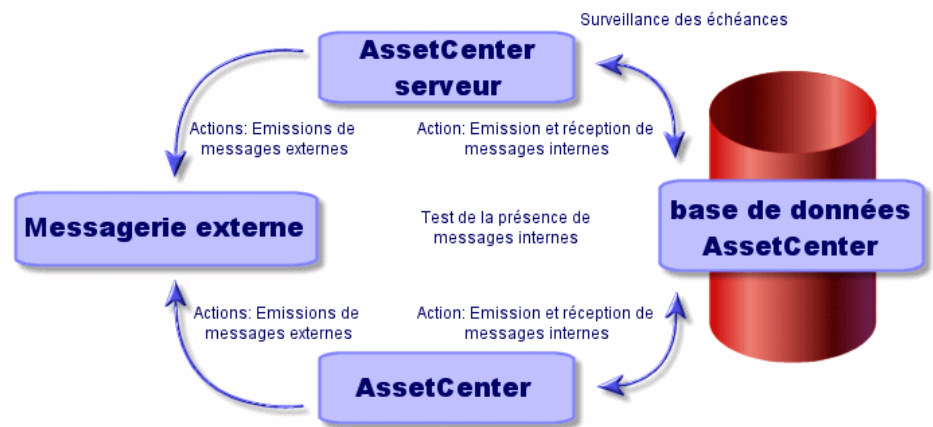 Surveillance des échéances
AssetCenter
serveur
Actions: Emissions de
messages externes
Action: Emission et réception de
messages internes
Messagerie externe
Test de la présence de
messages internes
base de données
AssetCenter
Actions: Emissions de
messages externes
Action: Emission et réception de
messages internes
AssetCenter